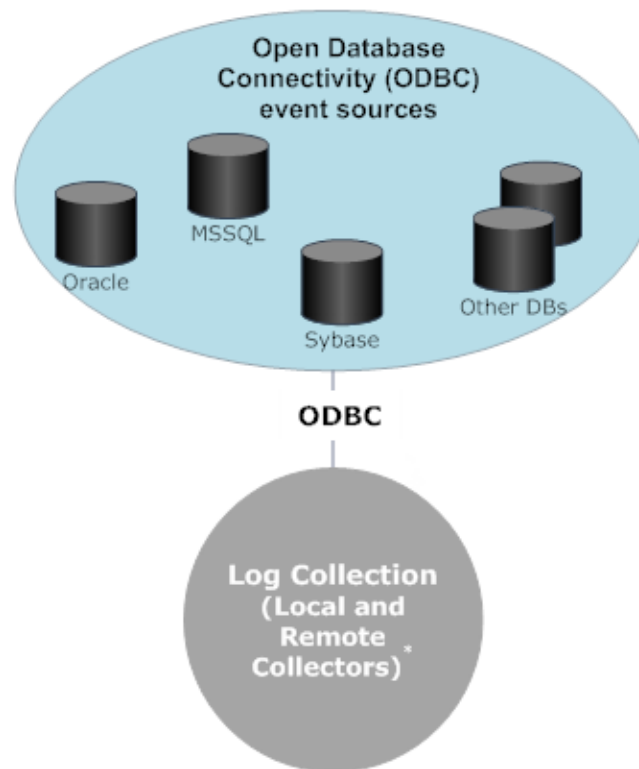 Open Database
Connectivity (ODBC)
event sources
MSSQL
Oracle
Other DBs
Sybase
ODBC
Log Collection
(Local and
Remote
Collectors)*